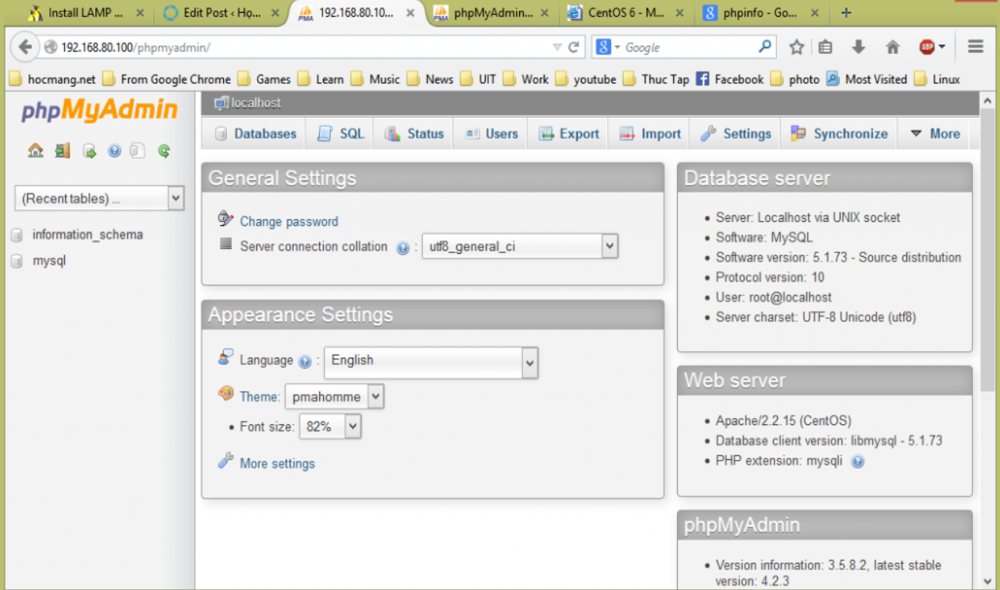 Install LAMP ...
Edit Post ‹ Họ...
192.168.80.10...
phpMyAdmin...
CentOS 6 - M...
phpinfo - Go...
192.168.80.100/phpmyadmin/
Google
hocmang.net From Google Chrome Games Learn Music News UIT Work youtube Thuc Tap Facebook photo Most Visited Linux
phpMyAdmin
(Recent tables) ...
information_schema
mysql
localhost
Databases SQL Status Users Export Import Settings Synchronize More
General Settings
Change password
Server connection collation : utf8_general_ci
Appearance Settings
Language : English
Theme: pmahomme
• Font size: 82%
More settings
Database server
• Server: Localhost via UNIX socket
• Software: MySQL
• Software version: 5.1.73 - Source distribution
• Protocol version: 10
• User: root@localhost
• Server charset: UTF-8 Unicode (utf8)
Web server
• Apache/2.2.15 (CentOS)
• Database client version: libmysql - 5.1.73
• PHP extension: mysqli
phpMyAdmin
• Version information: 3.5.8.2, latest stable
version: 4.2.3